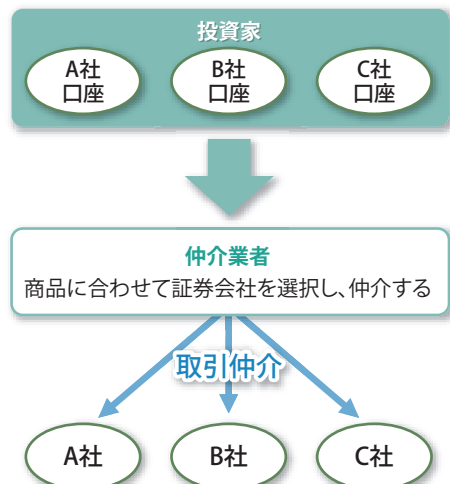 投資家
A社
口座
B社
口座
C社
口座
仲介業者
商品に合わせて証券会社を選択し、仲介する
取引仲介
A社
B社
C社